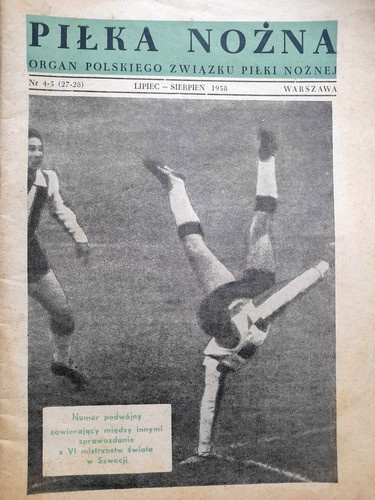 PIŁKA NOŻNA
ORGAN POLSKIEGO ZWIĄZKU PIŁKI NOŻNEJ
Nr 4-5 (27-28) LIPIEC — SIERPIEŃ 1958 WARSZAWA
Numer podwójny
zawierający między innymi
sprawozdanie
z VI mistrzostw świata
w Szwecji